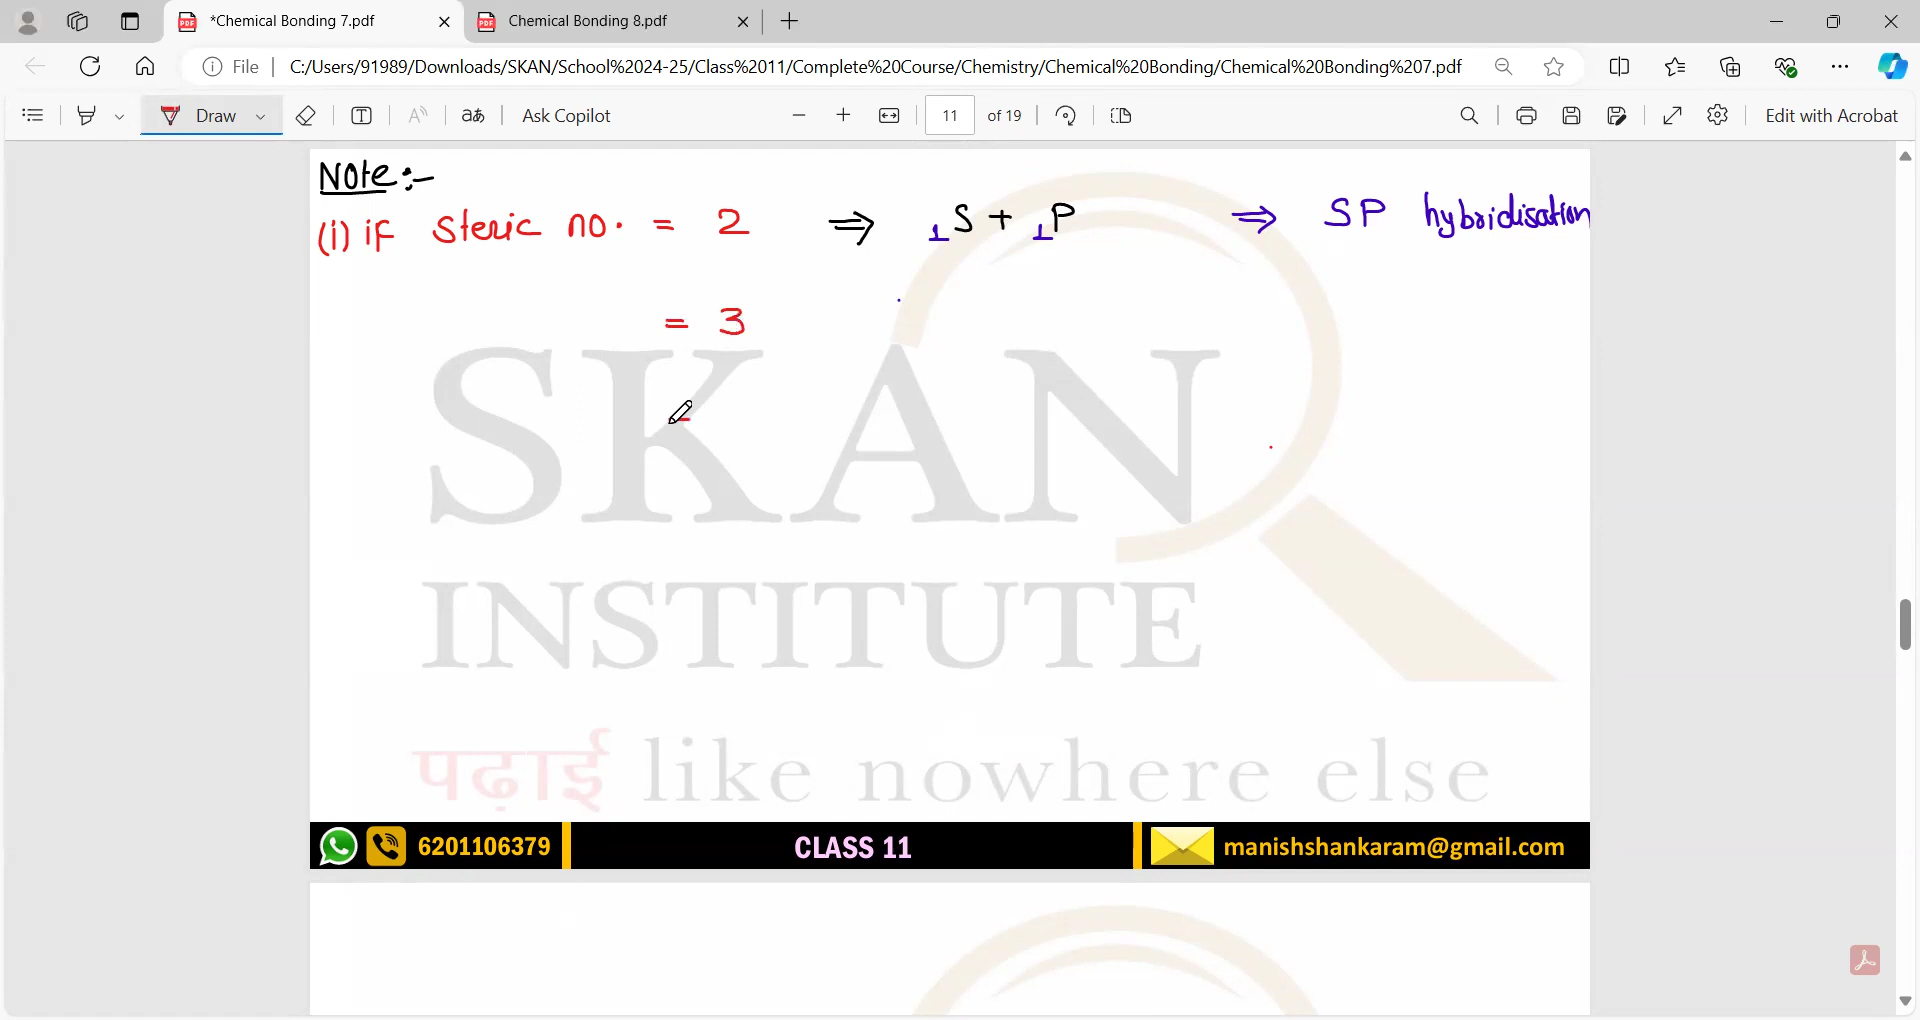 *Chemical Bonding 7.pdf
Chemical Bonding 8.pdf
File
C:/Users/91989/Downloads/SKAN/School%2024-25/Class%2011/Complete%20Course/Chemistry/Chemical%20Bonding/Chemical%20Bonding%207.pdf
Draw
aあ
Ask Copilot
11 of 19
Edit with Acrobat
Note:-
(i) if Steric no. = 2 ⇒ 1S + 1P ⇒ SP hybridisation
= 3
SKAN
INSTITUTE
पढ़ाई like nowhere else
6201106379
CLASS 11
manishshankaram@gmail.com